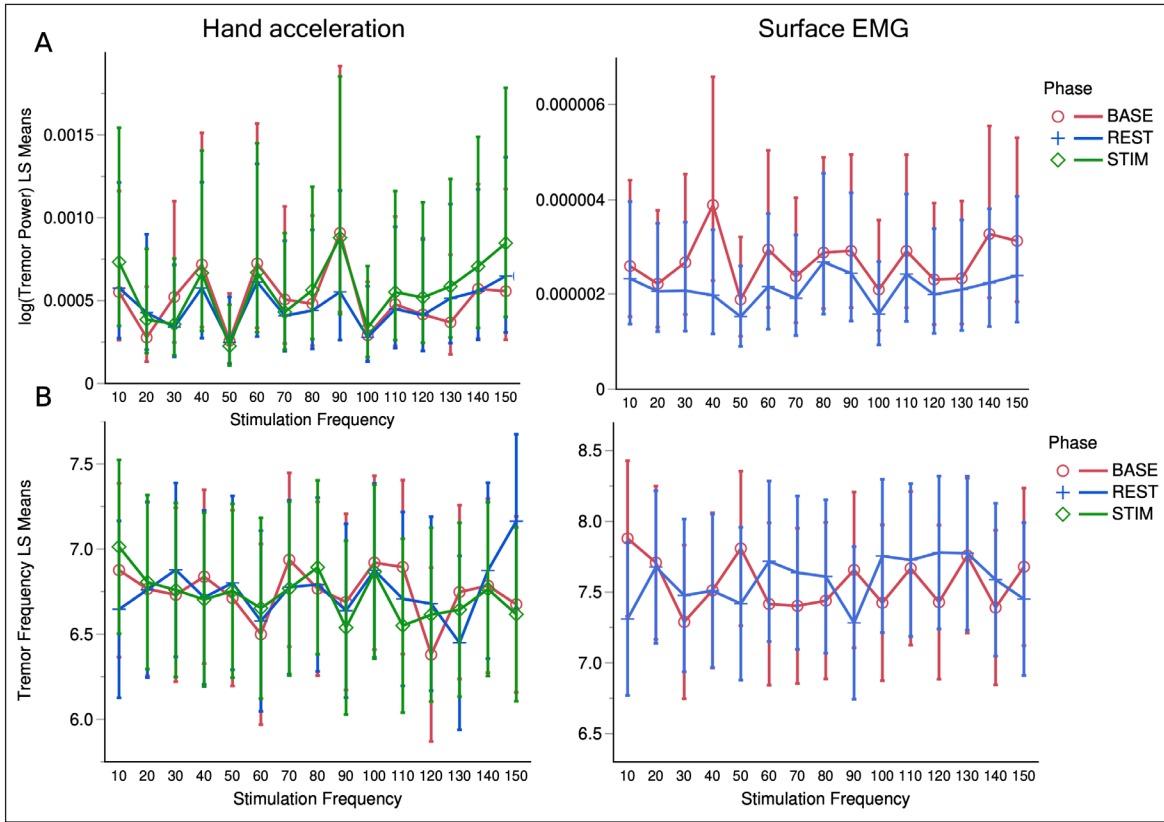 Hand acceleration
Surface EMG
A
log(Tremor Power) LS Means
0.0015
0.0010
0.0005
0
10 20 30 40 50 60 70 80 90 100 110 120 130 140 150
Stimulation Frequency
0.000006
0.000004
0.000002
0
10 20 30 40 50 60 70 80 90 100 110 120 130 140 150
Phase
BASE
REST
STIM
B
Tremor Frequency LS Means
7.5
7.0
6.5
6.0
10 20 30 40 50 60 70 80 90 100 110 120 130 140 150
Stimulation Frequency
8.5
8.0
7.5
7.0
6.5
10 20 30 40 50 60 70 80 90 100 110 120 130 140 150
Stimulation Frequency
Phase
BASE
REST
STIM